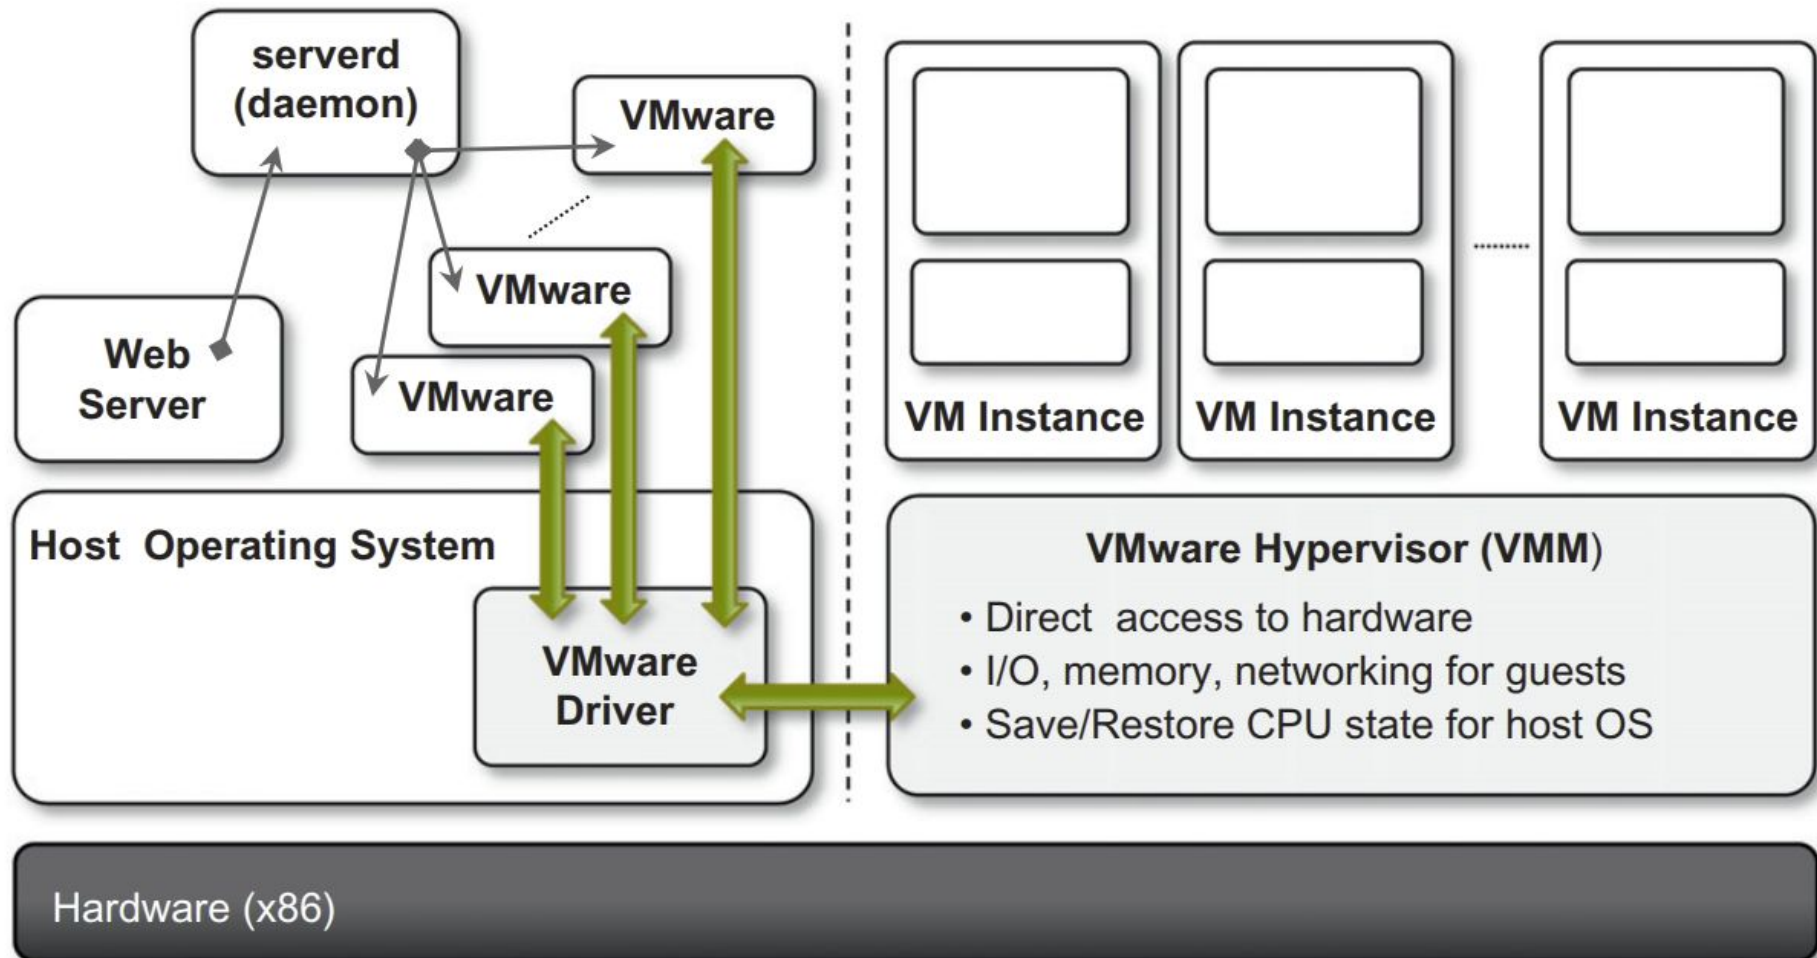 serverd
(daemon)
VMware
VMware
Web
Server
VMware
VM Instance
VM Instance
VM Instance
Host Operating System
VMware
Driver
VMware Hypervisor (VMM)
• Direct access to hardware
• I/O, memory, networking for guests
• Save/Restore CPU state for host OS
Hardware (x86)